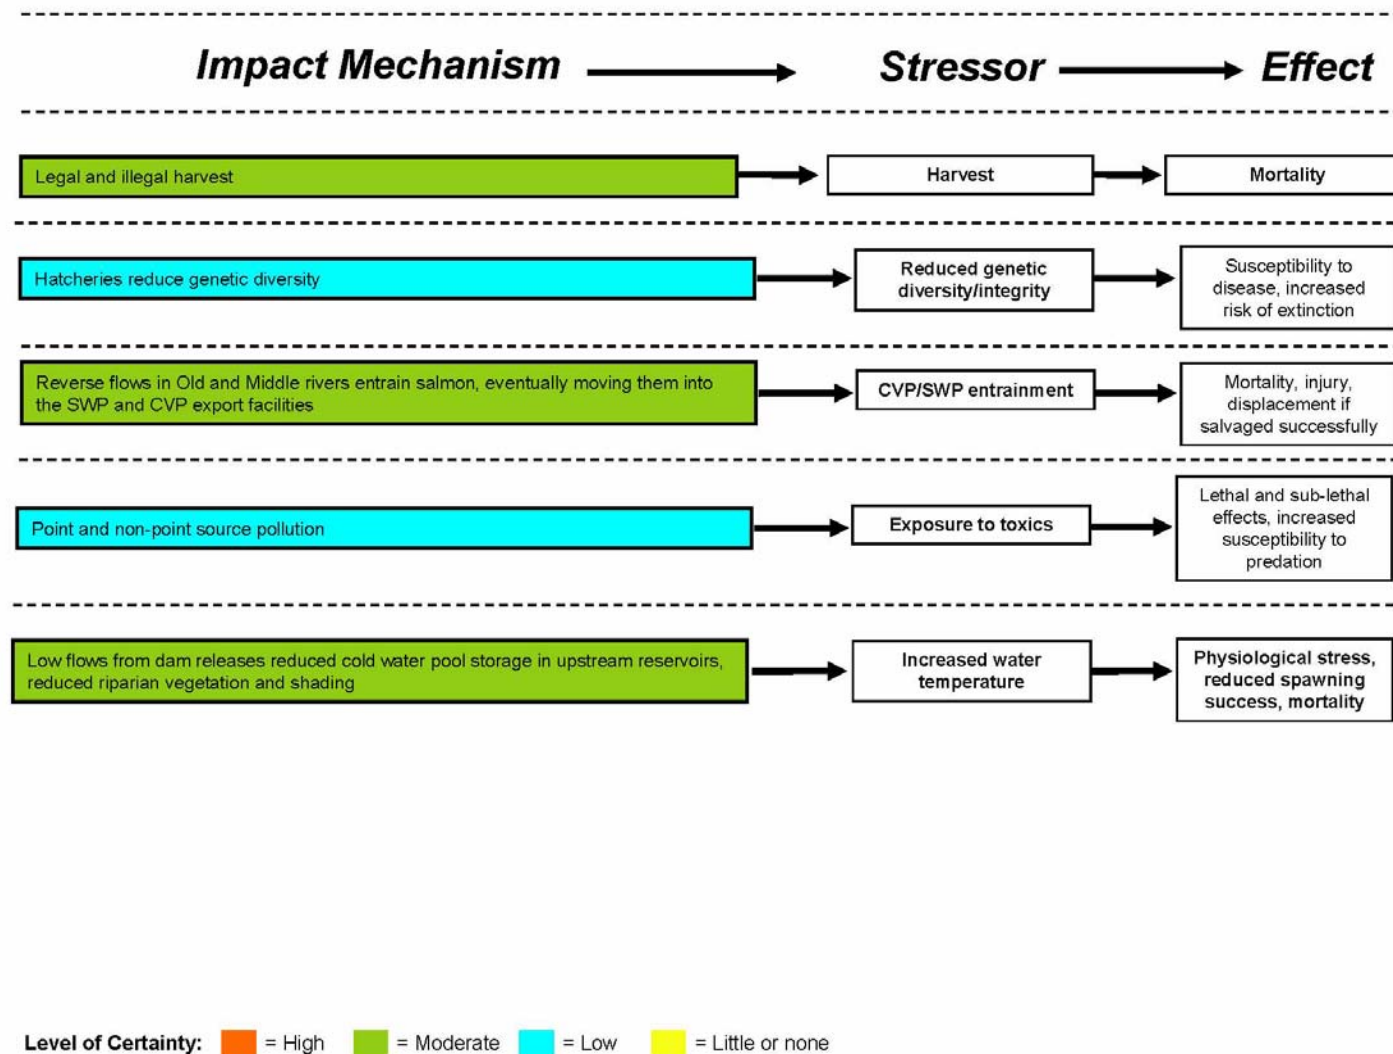 Impact Mechanism Stressor Effect
Legal and illegal harvest
Harvest
Mortality
Hatcheries reduce genetic diversity
Reduced genetic
diversity/integrity
Susceptibility to
disease, increased
risk of extinction
Reverse flows in Old and Middle rivers entrain salmon, eventually moving them into
the SWP and CVP export facilities
CVP/SWP entrainment
Mortality, injury,
displacement if
salvaged successfully
Point and non-point source pollution
Exposure to toxics
Lethal and sub-lethal
effects, increased
susceptibility to
predation
Low flows from dam releases reduced cold water pool storage in upstream reservoirs,
reduced riparian vegetation and shading
Increased water
temperature
Physiological stress,
reduced spawning
success, mortality
Level of Certainty: = High = Moderate = Low = Little or none